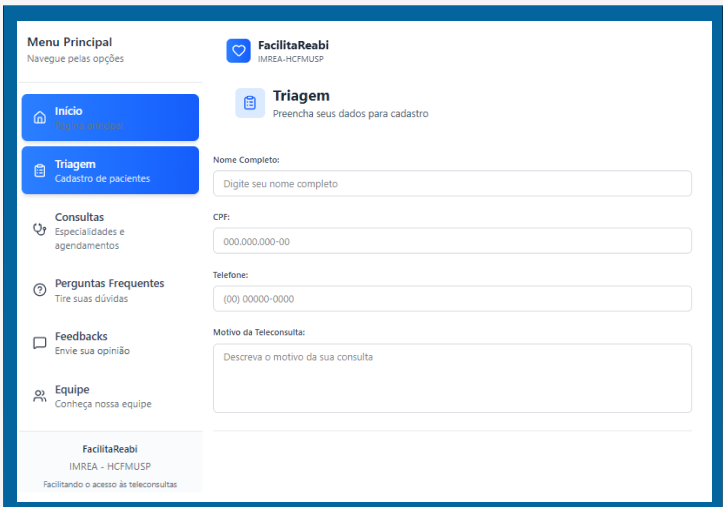 Menu Principal
Navegue pelas opções
Início
Página principal
Triagem
Cadastro de pacientes
Consultas
Especialidades e
agendamentos
Perguntas Frequentes
Tire suas dúvidas
Feedbacks
Envie sua opinião
Equipe
Conheça nossa equipe
FacilitaReabi
IMREA - HCFMUSP
Facilitando o acesso às teleconsultas
FacilitaReabi
IMREA-HCFMUSP
Triagem
Preencha seus dados para cadastro
Nome Completo:
Digite seu nome completo
CPF:
000.000.000-00
Telefone:
(00) 00000-0000
Motivo da Teleconsulta:
Descreva o motivo da sua consulta